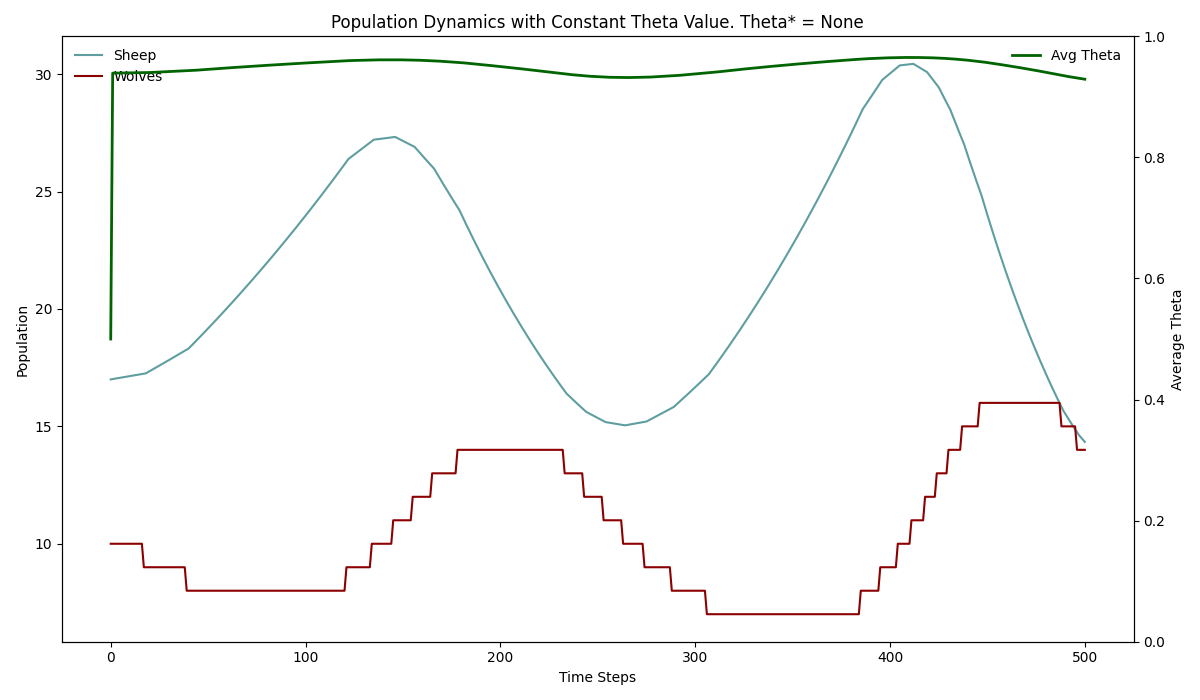 Population Dynamics with Constant Theta Value. Theta* = None
Sheep
Wolves
Avg Theta
30
25
20
15
10
Population
1.0
0.8
0.6
0.4
0.2
0.0
Average Theta
0 100 200 300 400 500
Time Steps